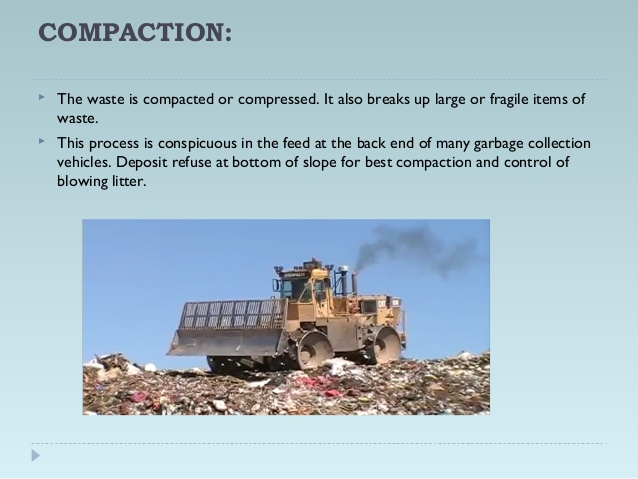 COMPACTION:
The waste is compacted or compressed. It also breaks up large or fragile items of
waste.
This process is conspicuous in the feed at the back end of many garbage collection
vehicles. Deposit refuse at bottom of slope for best compaction and control of
blowing litter.